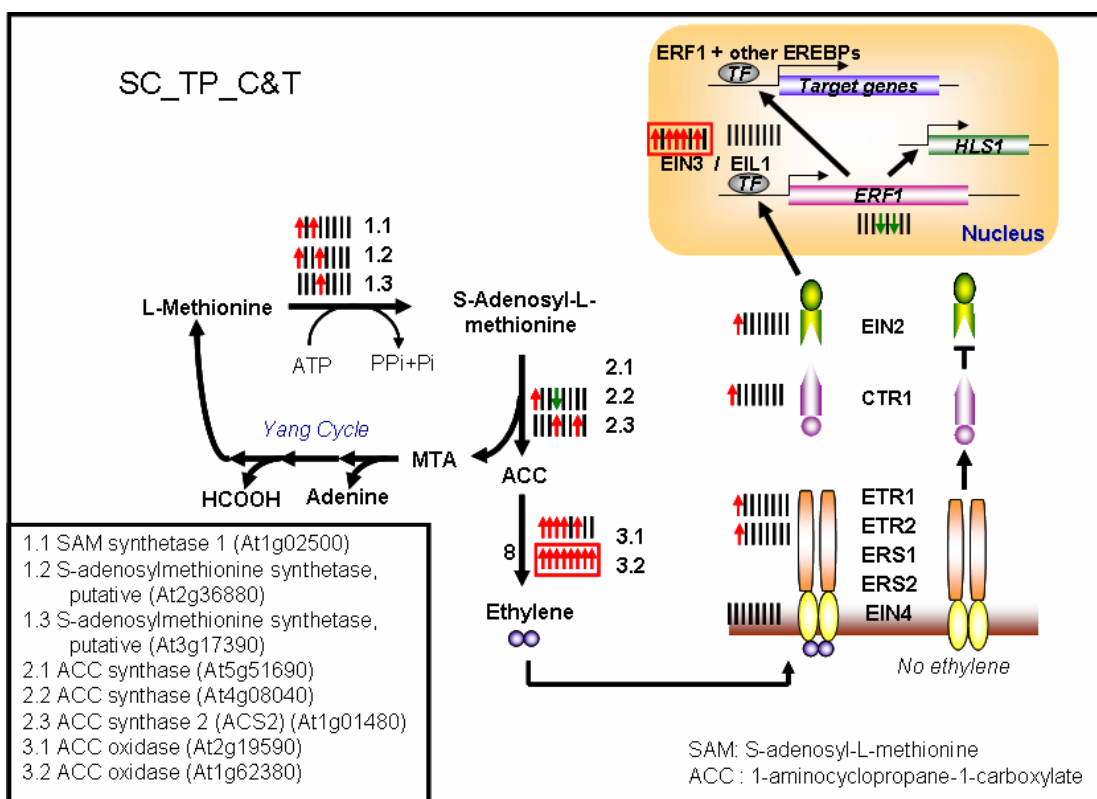 SC_TP_C&T
ERF1 + other EREBPs
TF
Target genes
HLS1
EIN3 / EIL1
TF
ERF1
Nucleus
1.1
1.2
1.3
L-Methionine
S-Adenosyl-L-
methionine
ATP
PPi+Pi
EIN2
2.1
2.2
2.3
CTR1
Yang Cycle
MTA
ACC
HCOOH
Adenine
ETR1
ETR2
ERS1
ERS2
EIN4
8
3.1
3.2
Ethylene
No ethylene
1.1 SAM synthetase 1 (At1g02500)
1.2 S-adenosylmethionine synthetase,
putative (At2g36880)
1.3 S-adenosylmethionine synthetase,
putative (At3g17390)
2.1 ACC synthase (At5g51690)
2.2 ACC synthase (At4g08040)
2.3 ACC synthase 2 (ACS2) (At1g01480)
3.1 ACC oxidase (At2g19590)
3.2 ACC oxidase (At1g62380)
SAM: S-adenosyl-L-methionine
ACC : 1-aminocyclopropane-1-carboxylate